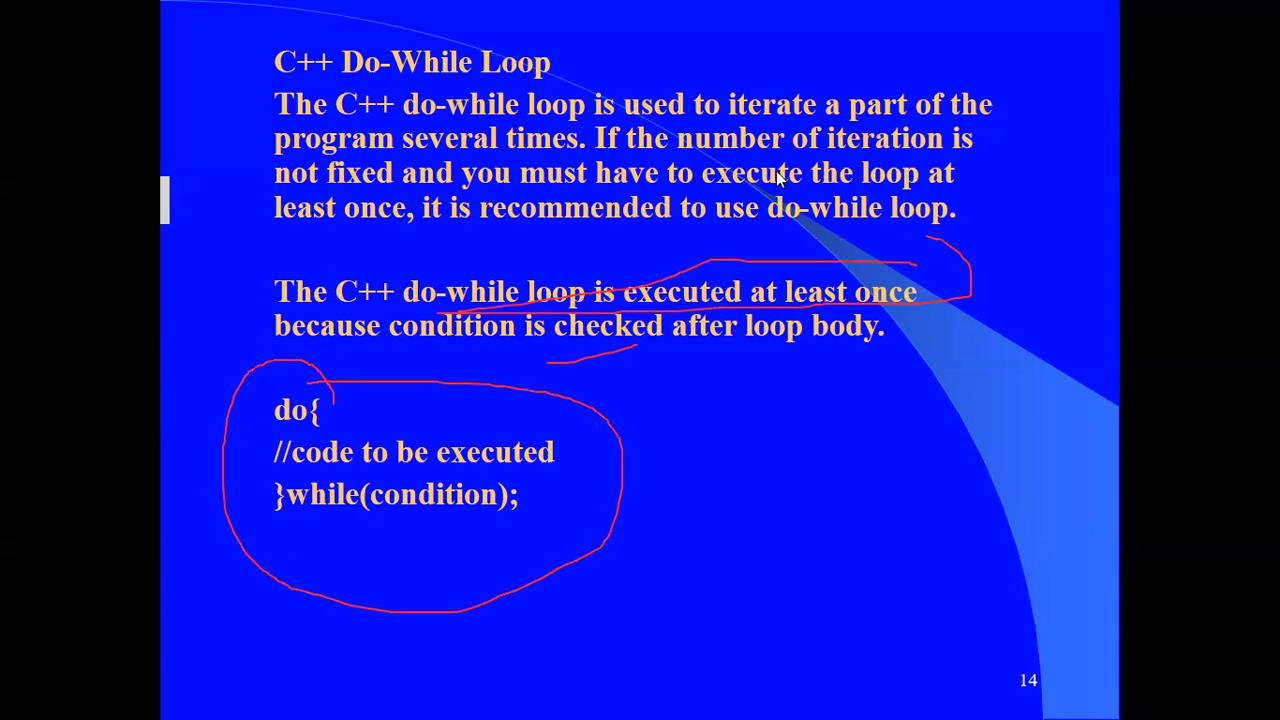 C++ Do-While Loop
The C++ do-while loop is used to iterate a part of the
program several times. If the number of iteration is
not fixed and you must have to execute the loop at
least once, it is recommended to use do-while loop.
The C++ do-while loop is executed at least once
because condition is checked after loop body.
do{
//code to be executed
}while(condition);
14